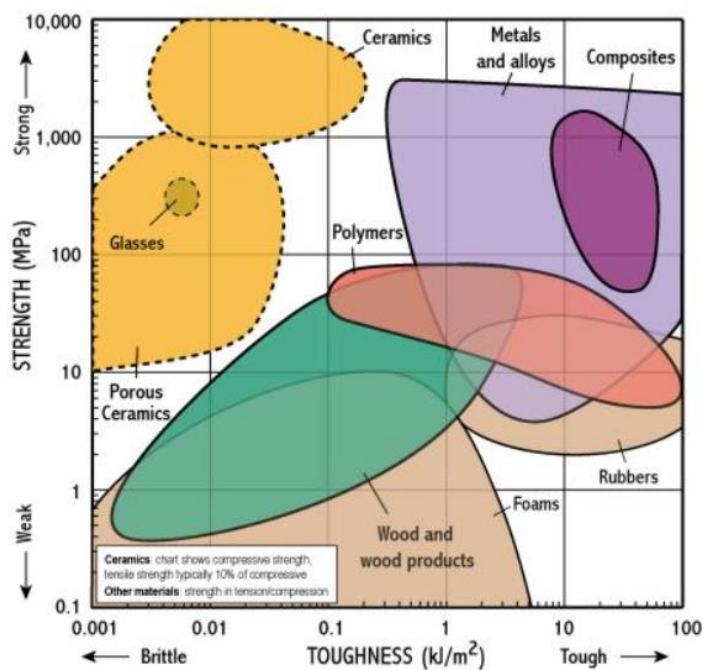 10,000
1,000
100
10
1
0.1
Strong
STRENGTH (MPa)
Weak
Ceramics
Metals
and alloys
Composites
Glasses
Polymers
Porous
Ceramics
Rubbers
Foams
Wood and
wood products
Ceramics: chart shows compressive strength,
tensile strength typically 10% of compressive
Other materials: strength in tension/compression
0.001
0.01
0.1
1
10
100
Brittle
TOUGHNESS (kJ/m²)
Tough